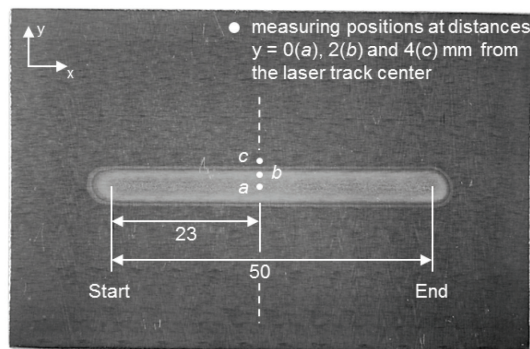 y
x
measuring positions at distances
y = 0(a), 2(b) and 4(c) mm from
the laser track center
c
b
a
23
50
Start
End